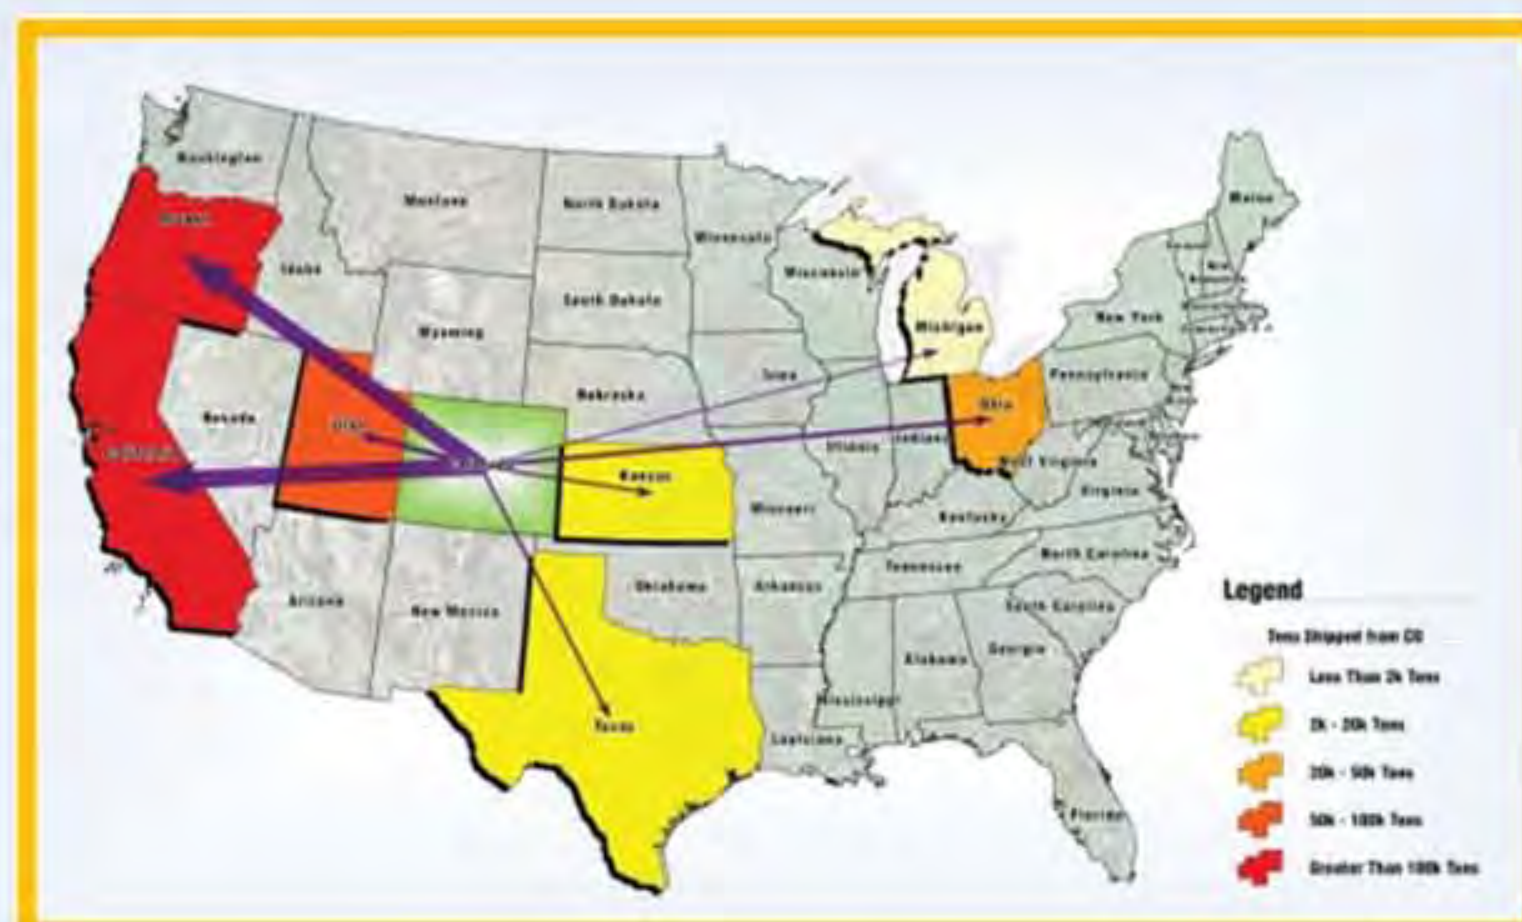 Washington
Montana
North Dakota
Minnesota
Maine
Oregon
Idaho
Wyoming
South Dakota
Wisconsin
Michigan
New York
Nebraska
Iowa
Pennsylvania
Nevada
Utah
Kansas
Illinois
Indiana
Ohio
West Virginia
Virginia
California
Missouri
Kentucky
North Carolina
Arizona
New Mexico
Oklahoma
Arkansas
Tennessee
South Carolina
Texas
Louisiana
Mississippi
Alabama
Georgia
Florida
Legend
Tons Shipped from CO
Less Than 2k Tons
2k - 20k Tons
20k - 50k Tons
50k - 100k Tons
Greater Than 100k Tons